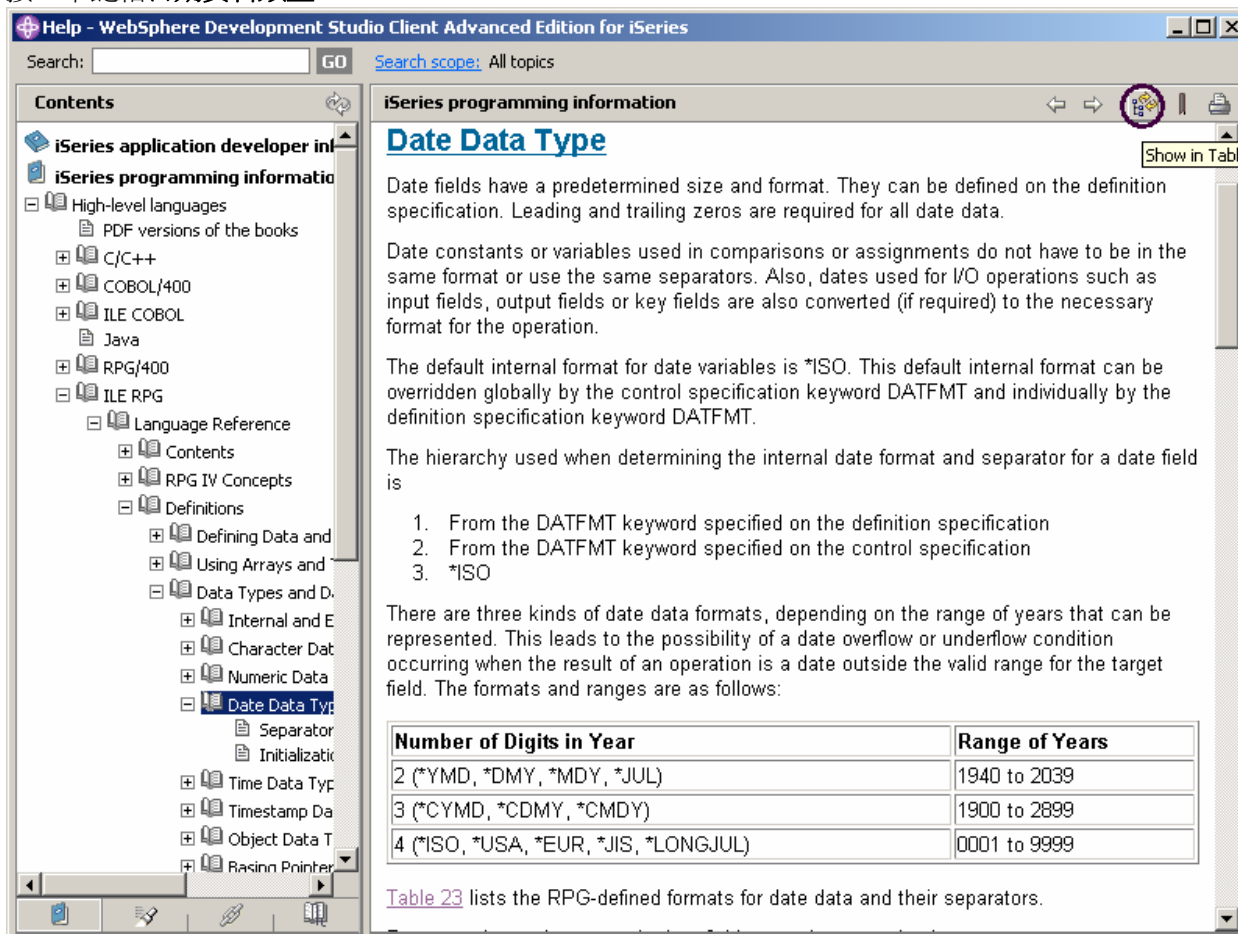 Help - WebSphere Development Studio Client Advanced Edition for iSeries
Search:
GO
Search scope: All topics
Contents
iSeries application developer inf
iSeries programming informatio
High-level languages
PDF versions of the books
C/C++
COBOL/400
ILE COBOL
Java
RPG/400
ILE RPG
Language Reference
Contents
RPG IV Concepts
Definitions
Defining Data and
Using Arrays and
Data Types and D
Internal and E
Character Dat
Numeric Data
Date Data Typ
Separator
Initializatio
Time Data Typ
Timestamp Da
Object Data T
Basing Pointer
iSeries programming information
Show in Tabl
Date Data Type
Date fields have a predetermined size and format. They can be defined on the definition
specification. Leading and trailing zeros are required for all date data.
Date constants or variables used in comparisons or assignments do not have to be in the
same format or use the same separators. Also, dates used for I/O operations such as
input fields, output fields or key fields are also converted (if required) to the necessary
format for the operation.
The default internal format for date variables is *ISO. This default internal format can be
overridden globally by the control specification keyword DATFMT and individually by the
definition specification keyword DATFMT.
The hierarchy used when determining the internal date format and separator for a date field
is
1. From the DATFMT keyword specified on the definition specification
2. From the DATFMT keyword specified on the control specification
3. *ISO
There are three kinds of date data formats, depending on the range of years that can be
represented. This leads to the possibility of a date overflow or underflow condition
occurring when the result of an operation is a date outside the valid range for the target
field. The formats and ranges are as follows:
Number of Digits in Year Range of Years
2 (*YMD, *DMY, *MDY, *JUL) 1940 to 2039
3 (*CYMD, *CDMY, *CMDY) 1900 to 2899
4 (*ISO, *USA, *EUR, *JIS, *LONGJUL) 0001 to 9999
Table 23 lists the RPG-defined formats for date data and their separators.